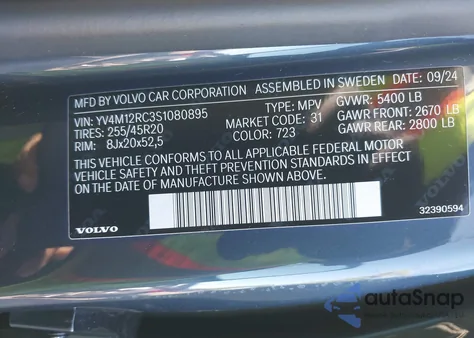 MFD BY VOLVO CAR CORPORATION ASSEMBLED IN SWEDEN 09/24
VIN: YV4M12RC3S1080895 TYPE: MPV GVWR: 5400 LB
TIRES: 255/45R20 MARKET CODE: 31 GAWR FRONT: 2670 LB
RIM: 8Jx20x52,5 COLOR: 723 GAWR REAR: 2800 LB
THIS VEHICLE CONFORMS TO ALL APPLICABLE U.S. FEDERAL MOTOR
VEHICLE SAFETY AND THEFT PREVENTION STANDARDS IN EFFECT
ON THE DATE OF MANUFACTURE SHOWN ABOVE.
VOLVO 32390594
autoSnap